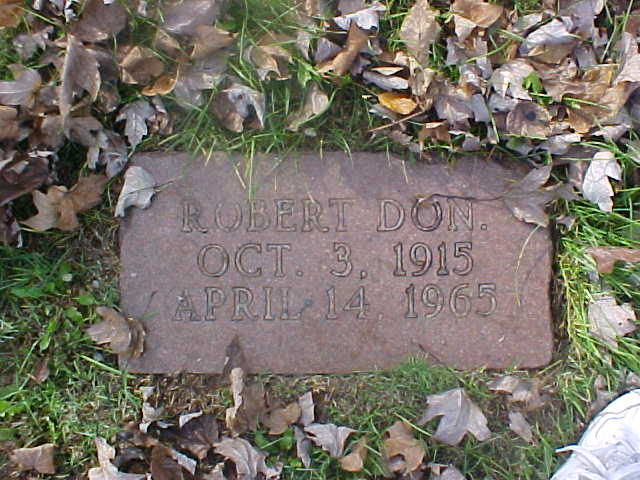 ROBERT DON.
OCT. 3, 1915
APRIL 14, 1965